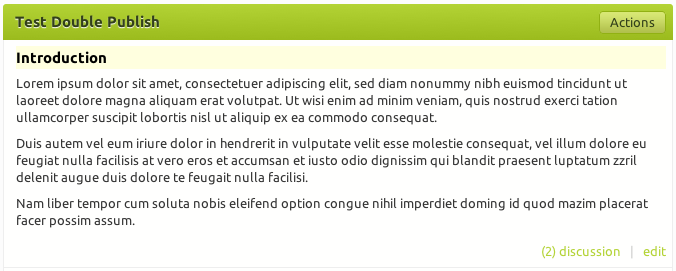 Test Double Publish
Actions
Introduction
Lorem ipsum dolor sit amet, consectetuer adipiscing elit, sed diam nonummy nibh euismod tincidunt ut
laoreet dolore magna aliquam erat volutpat. Ut wisi enim ad minim veniam, quis nostrud exerci tation
ullamcorper suscipit lobortis nisl ut aliquip ex ea commodo consequat.
Duis autem vel eum iriure dolor in hendrerit in vulputate velit esse molestie consequat, vel illum dolore eu
feugiat nulla facilisis at vero eros et accumsan et iusto odio dignissim qui blandit praesent luptatum zzril
delenit augue duis dolore te feugait nulla facilisi.
Nam liber tempor cum soluta nobis eleifend option congue nihil imperdiet doming id quod mazim placerat
facer possim assum.
(2) discussion | edit